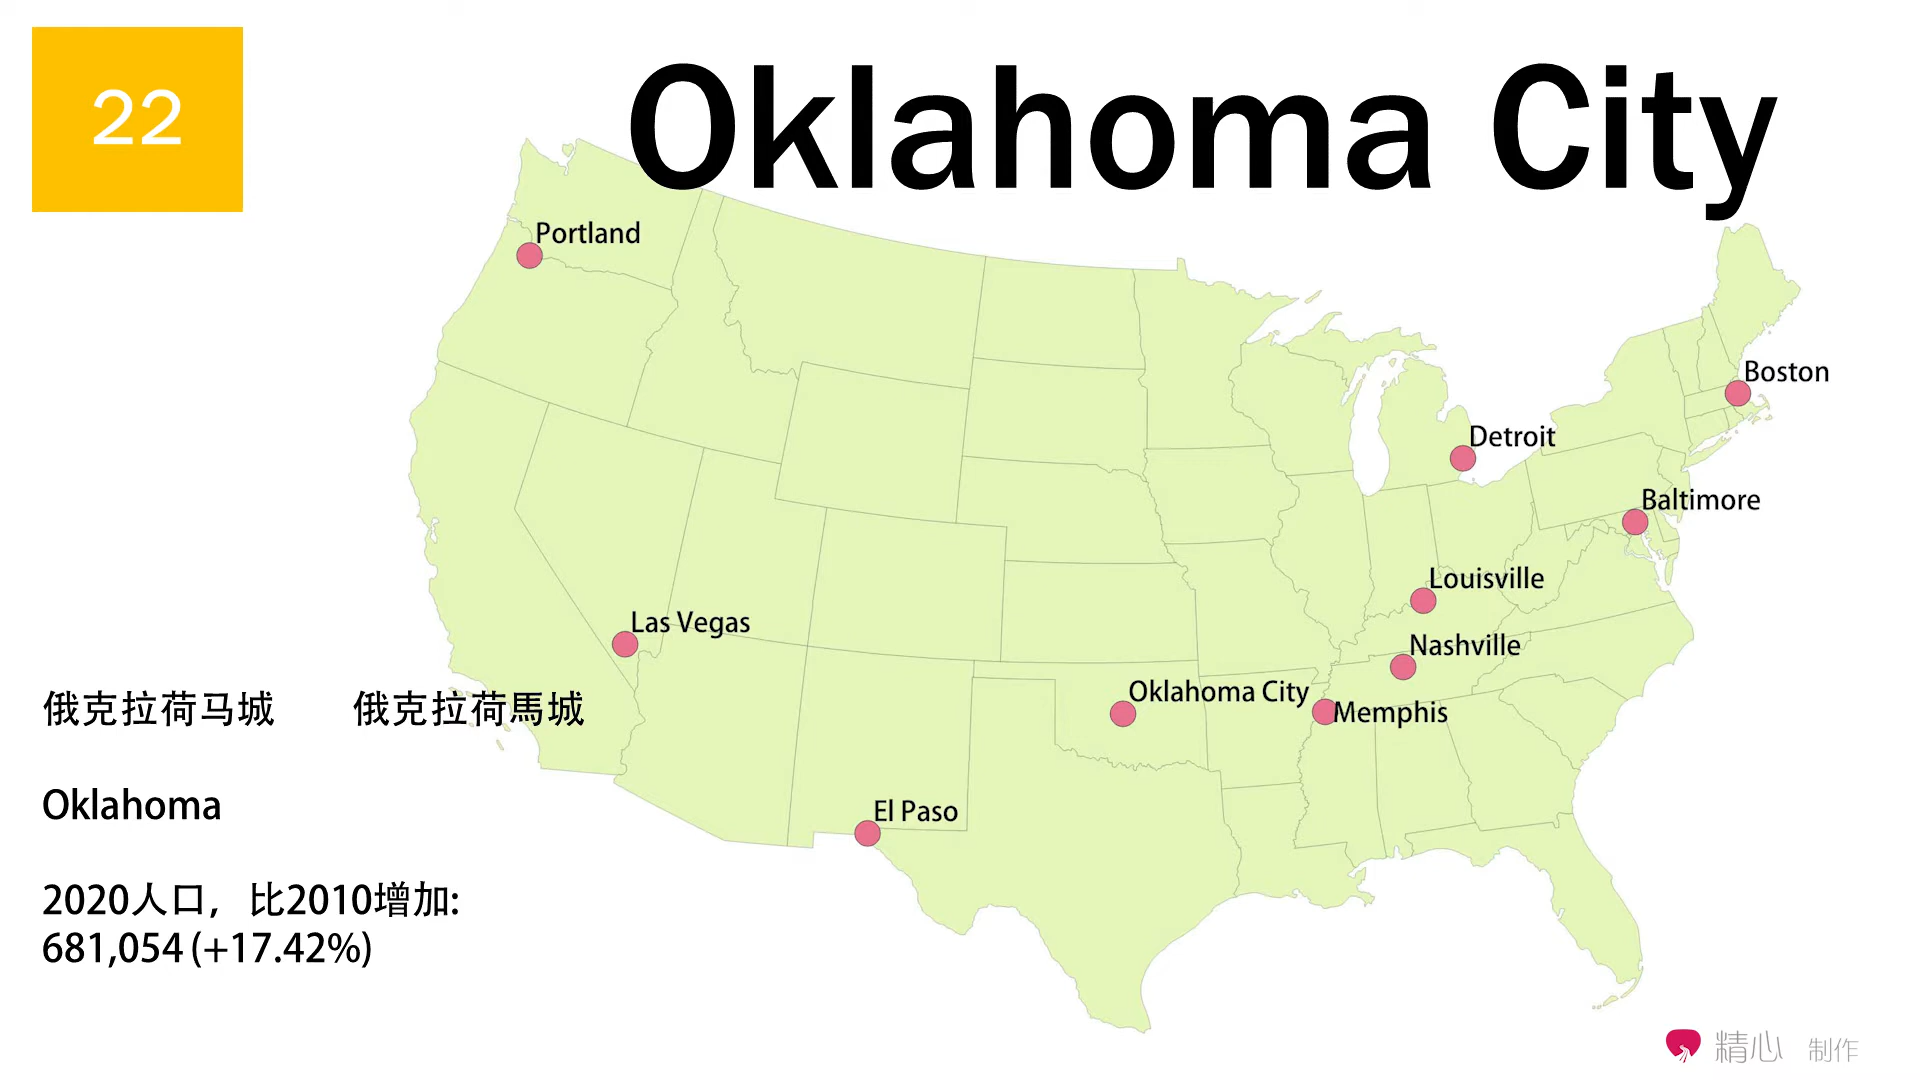 22
Oklahoma City
Portland
Boston
Detroit
Baltimore
Louisville
Las Vegas
Nashville
Oklahoma City
Memphis
El Paso
俄克拉荷马城 俄克拉荷馬城
Oklahoma
2020人口，比2010增加:
681,054 (+17.42%)
精心 制作